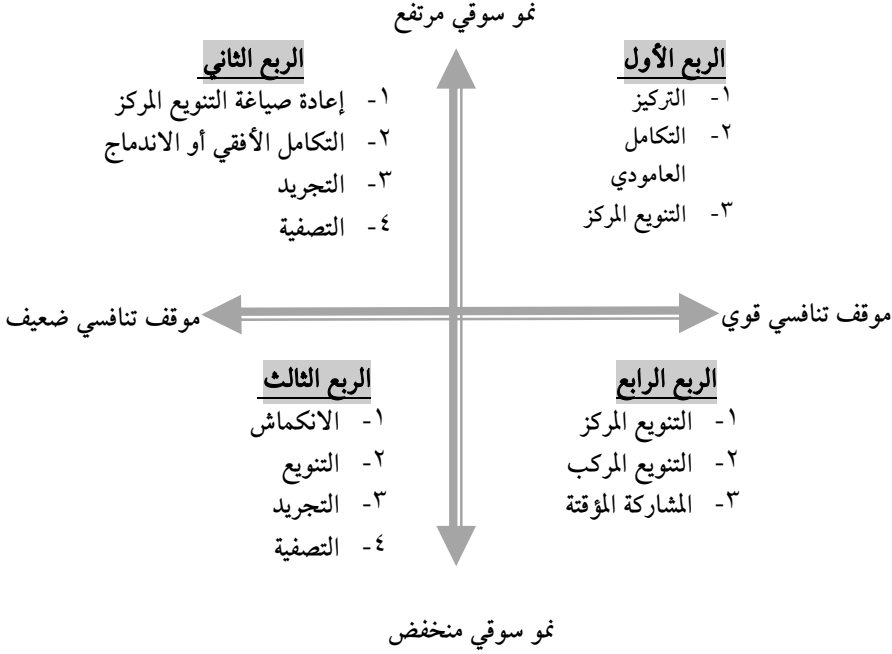 نمو سوقي مرتفع
الربع الأول
١- التركيز
٢- التكامل
العامودي
٣- التنويع المركز
الربع الثاني
١- إعادة صياغة التنويع المركز
٢- التكامل الأفقي أو الاندماج
٣- التجريد
٤- التصفية
موقف تنافسي قوي
موقف تنافسي ضعيف
الربع الرابع
١- التنويع المركز
٢- التنويع المركب
٣- المشاركة المؤقتة
الربع الثالث
١- الانكماش
٢- التنويع
٣- التجريد
٤- التصفية
نمو سوقي منخفض